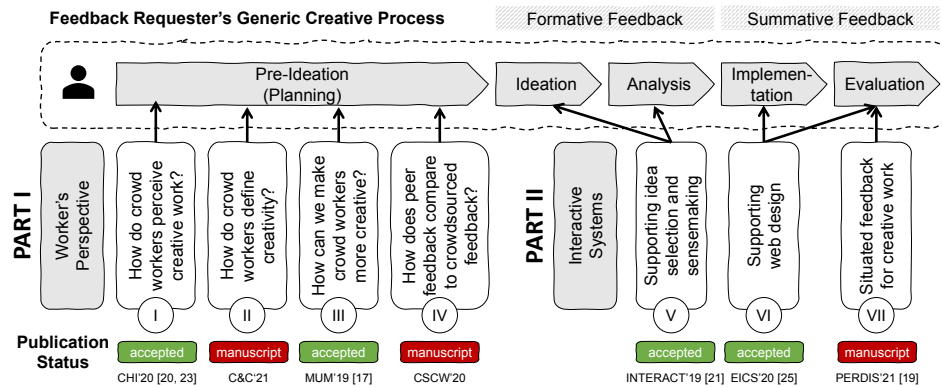 Feedback Requester's Generic Creative Process
Formative Feedback
Summative Feedback
Pre-Ideation
(Planning)
Ideation
Analysis
Implemen-
tation
Evaluation
PART I
Worker's
Perspective
How do crowd
workers perceive
creative work?
How do crowd
workers define
creativity?
How can we make
crowd workers
more creative?
How does peer
feedback compare
to crowdsourced
feedback?
PART II
Interactive
Systems
Supporting idea
selection and
sensemaking
Supporting
web design
Situated feedback
for creative work
I
II
III
IV
V
VI
VII
Publication
Status
accepted
manuscript
accepted
manuscript
accepted
accepted
manuscript
CHI'20 [20, 23]
C&C'21
MUM'19 [17]
CSCW'20
INTERACT'19 [21]
EICS'20 [25]
PERDIS'21 [19]